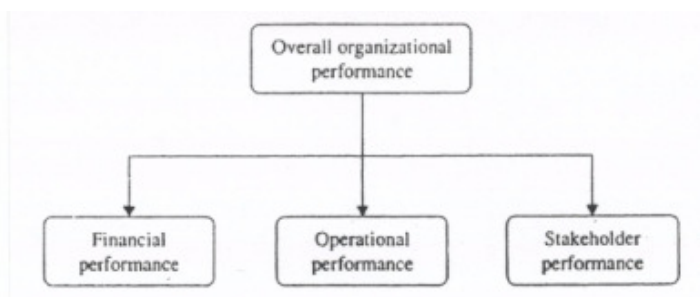 Overall organizational
performance
Financial
performance
Operational
performance
Stakeholder
performance